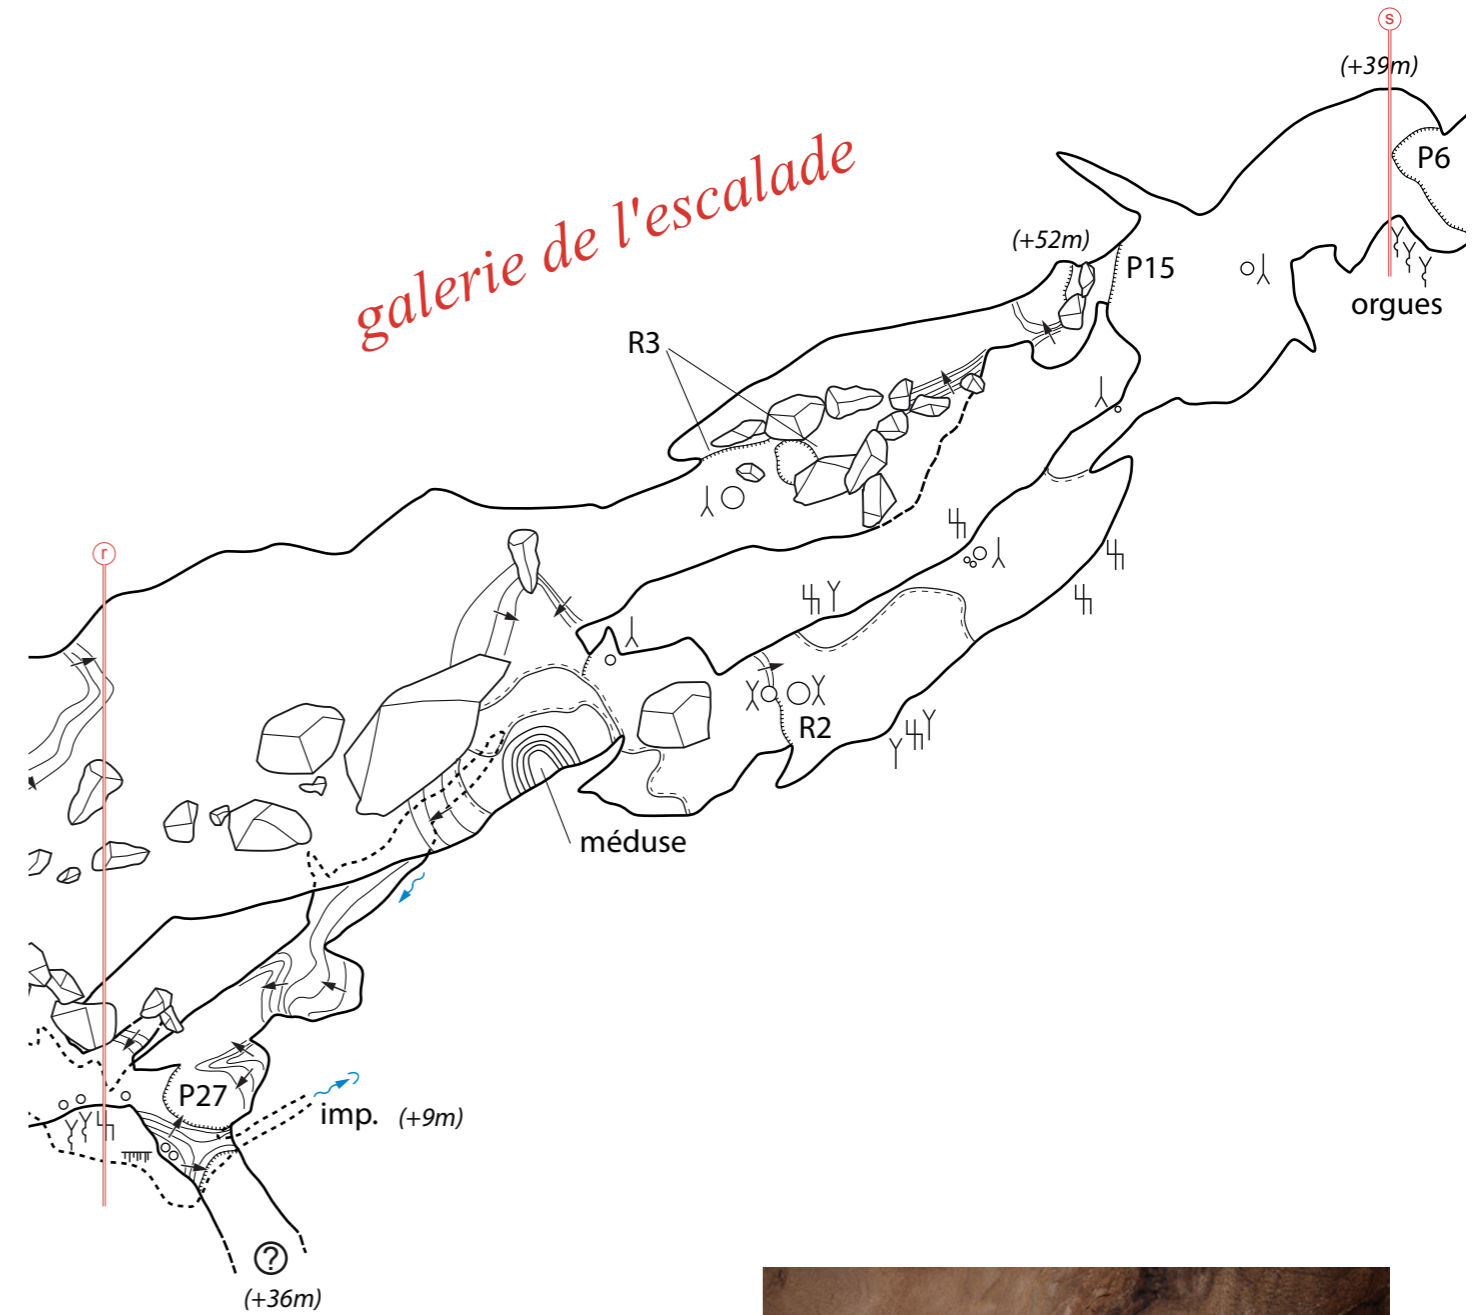 s
(+39m)
P6
galerie de l'escalade
(+52m)
P15
orgues
R3
r
R2
méduse
P27
imp. (+9m)
?
(+36m)